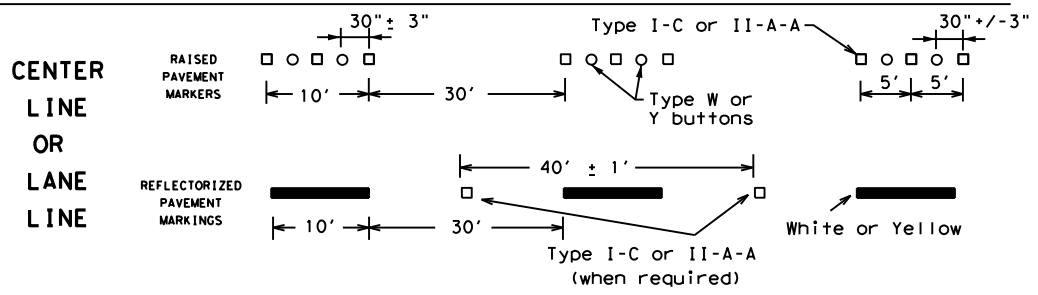 CENTER
LINE
OR
LANE
LINE
RAISED
PAVEMENT
MARKERS
30" ± 3"
Type I-C or II-A-A
30"+/-3"
10'
30'
Type W or
Y buttons
5'
5'
REFLECTORIZED
PAVEMENT
MARKINGS
40' ± 1'
10'
30'
Type I-C or II-A-A
(when required)
White or Yellow